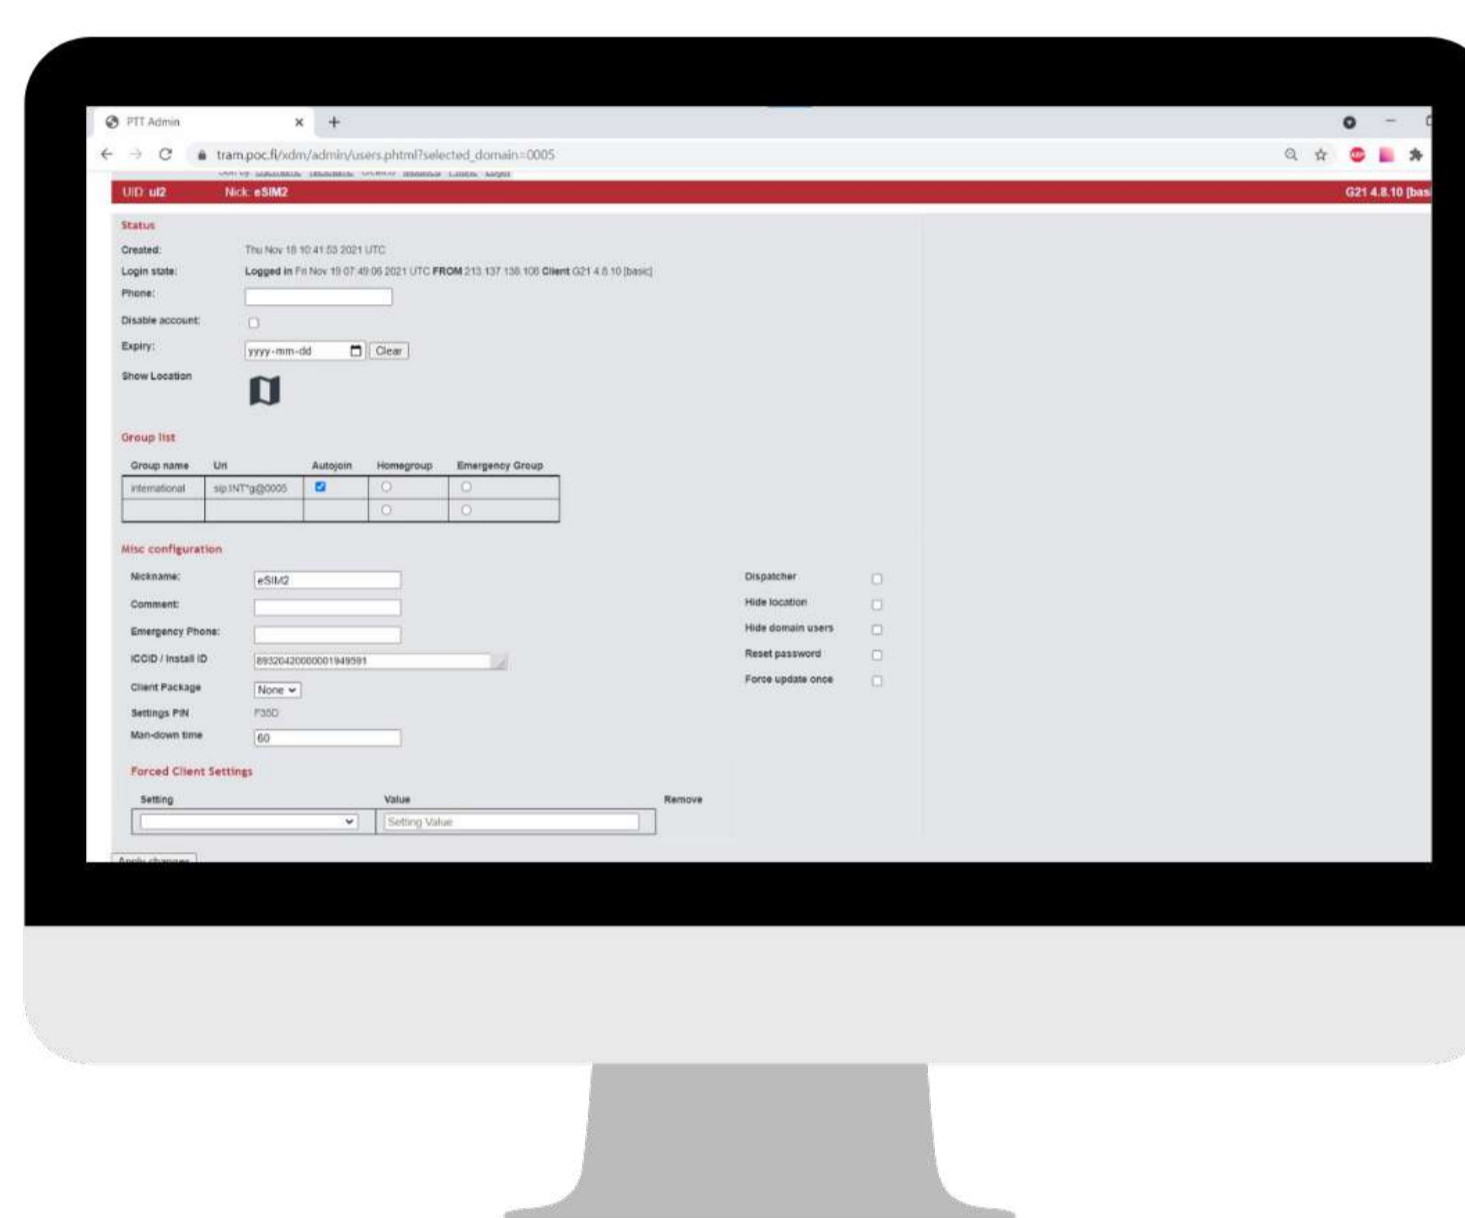 PTT Admin
tram.poc.fi/xdm/admin/users.phtml?selected_domain=0005
UID: ul2 Nick: eSIM2 G21 4.8.10 [bas
Status
Created: Thu Nov 18 10:41:53 2021 UTC
Login state: Logged in Fri Nov 19 07:49:06 2021 UTC FROM 213.137.138.108 Client G21 4.8.10 [basic]
Phone:
Disable account:
Expiry: yyyy-mm-dd Clear
Show Location
Group list
Group name Uri Autojoin Homegroup Emergency Group
international sip:INT*g@0005
Misc configuration
Nickname: eSIM2 Dispatcher
Comment: Hide location
Emergency Phone: Hide domain users
ICCID / Install ID 89320420000001949591 Reset password
Client Package None Force update once
Settings PIN F35D
Man-down time 60
Forced Client Settings
Setting Value Remove
Setting Value
Apply changes